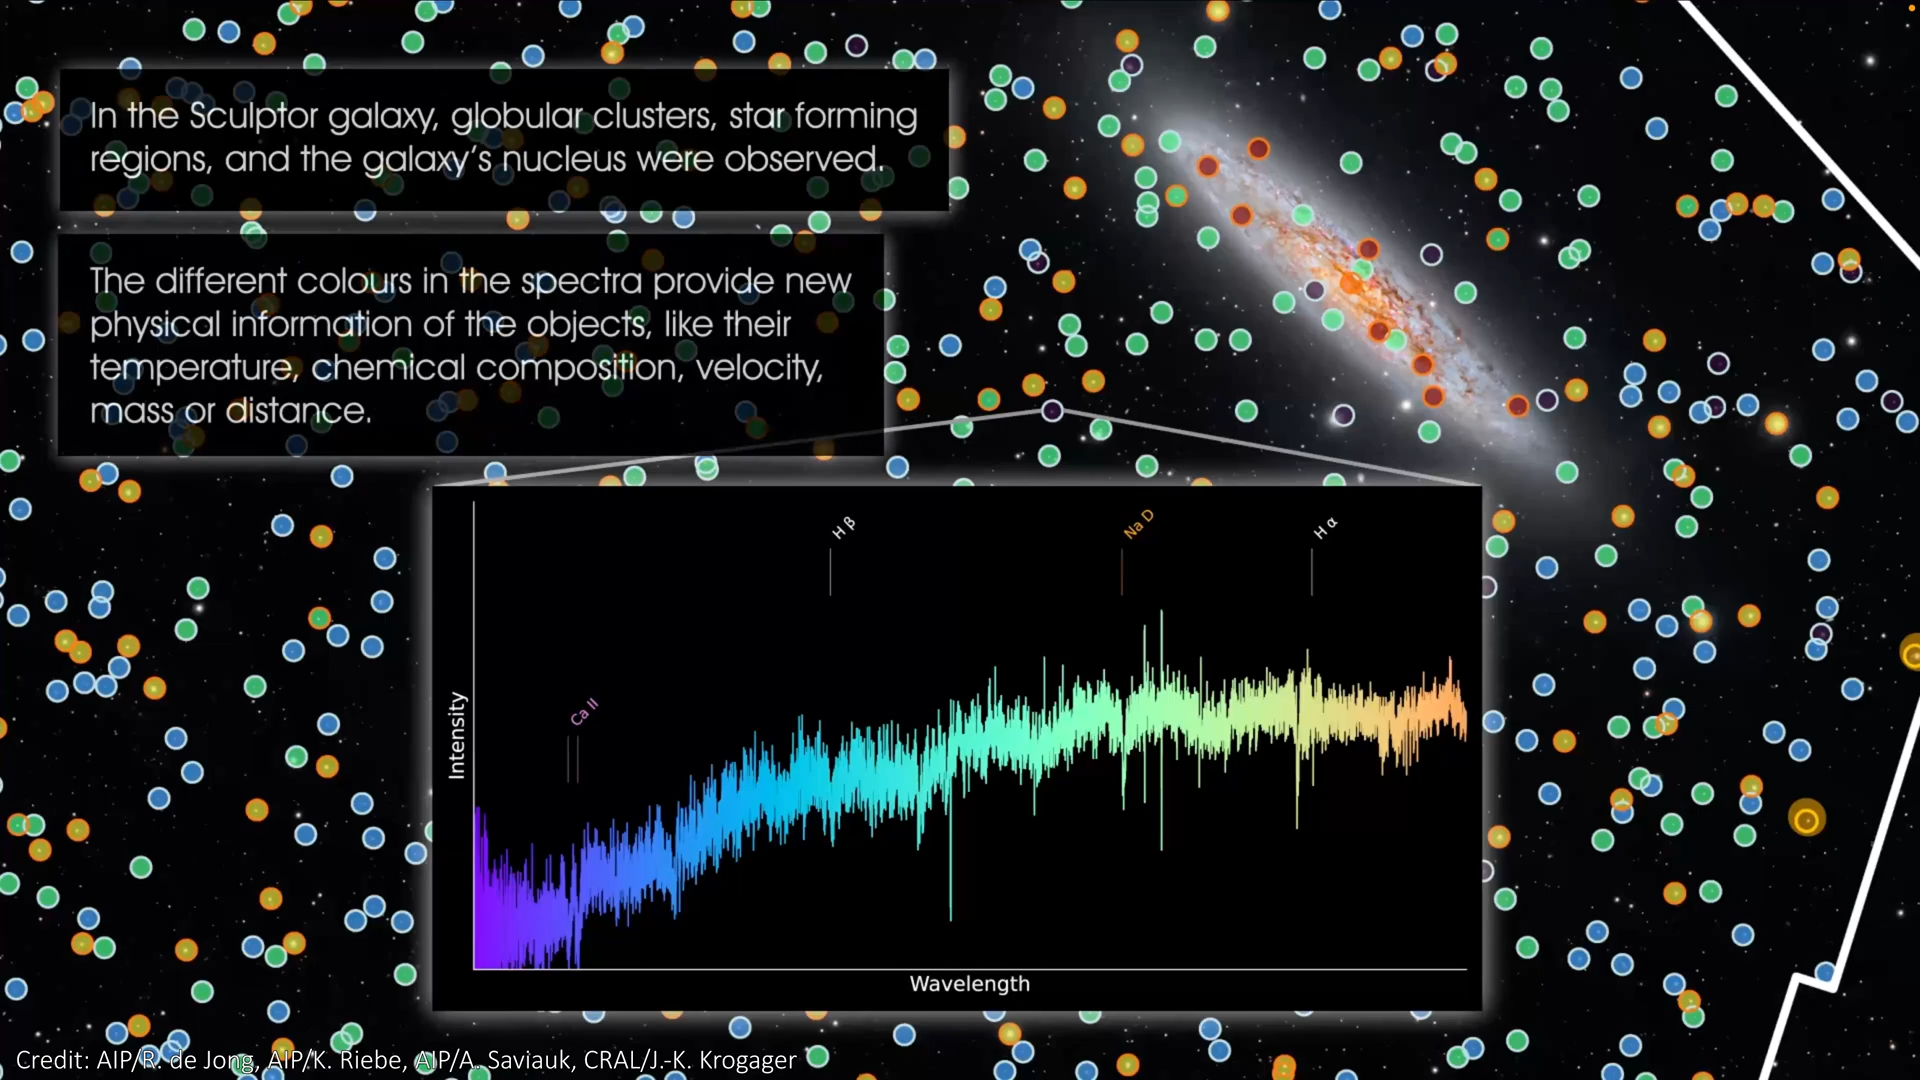 In the Sculptor galaxy, globular clusters, star forming
regions, and the galaxy's nucleus were observed.
The different colours in the spectra provide new
physical information of the objects, like their
temperature, chemical composition, velocity,
mass or distance.
H β
Na D
H α
Ca II
Intensity
Wavelength
Credit: AIP/R. de Jong, AIP/K. Riebe, AIP/A. Saviauk, CRAL/J.-K. Krogager